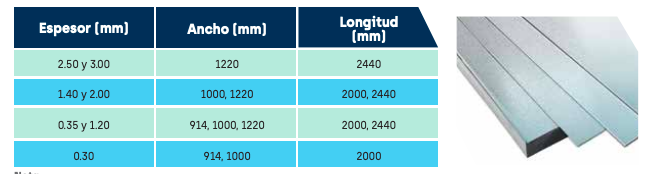 Espesor (mm) Ancho (mm) Longitud (mm)
2.50 y 3.00 1220 2440
1.40 y 2.00 1000, 1220 2000, 2440
0.35 y 1.20 914, 1000, 1220 2000, 2440
0.30 914, 1000 2000